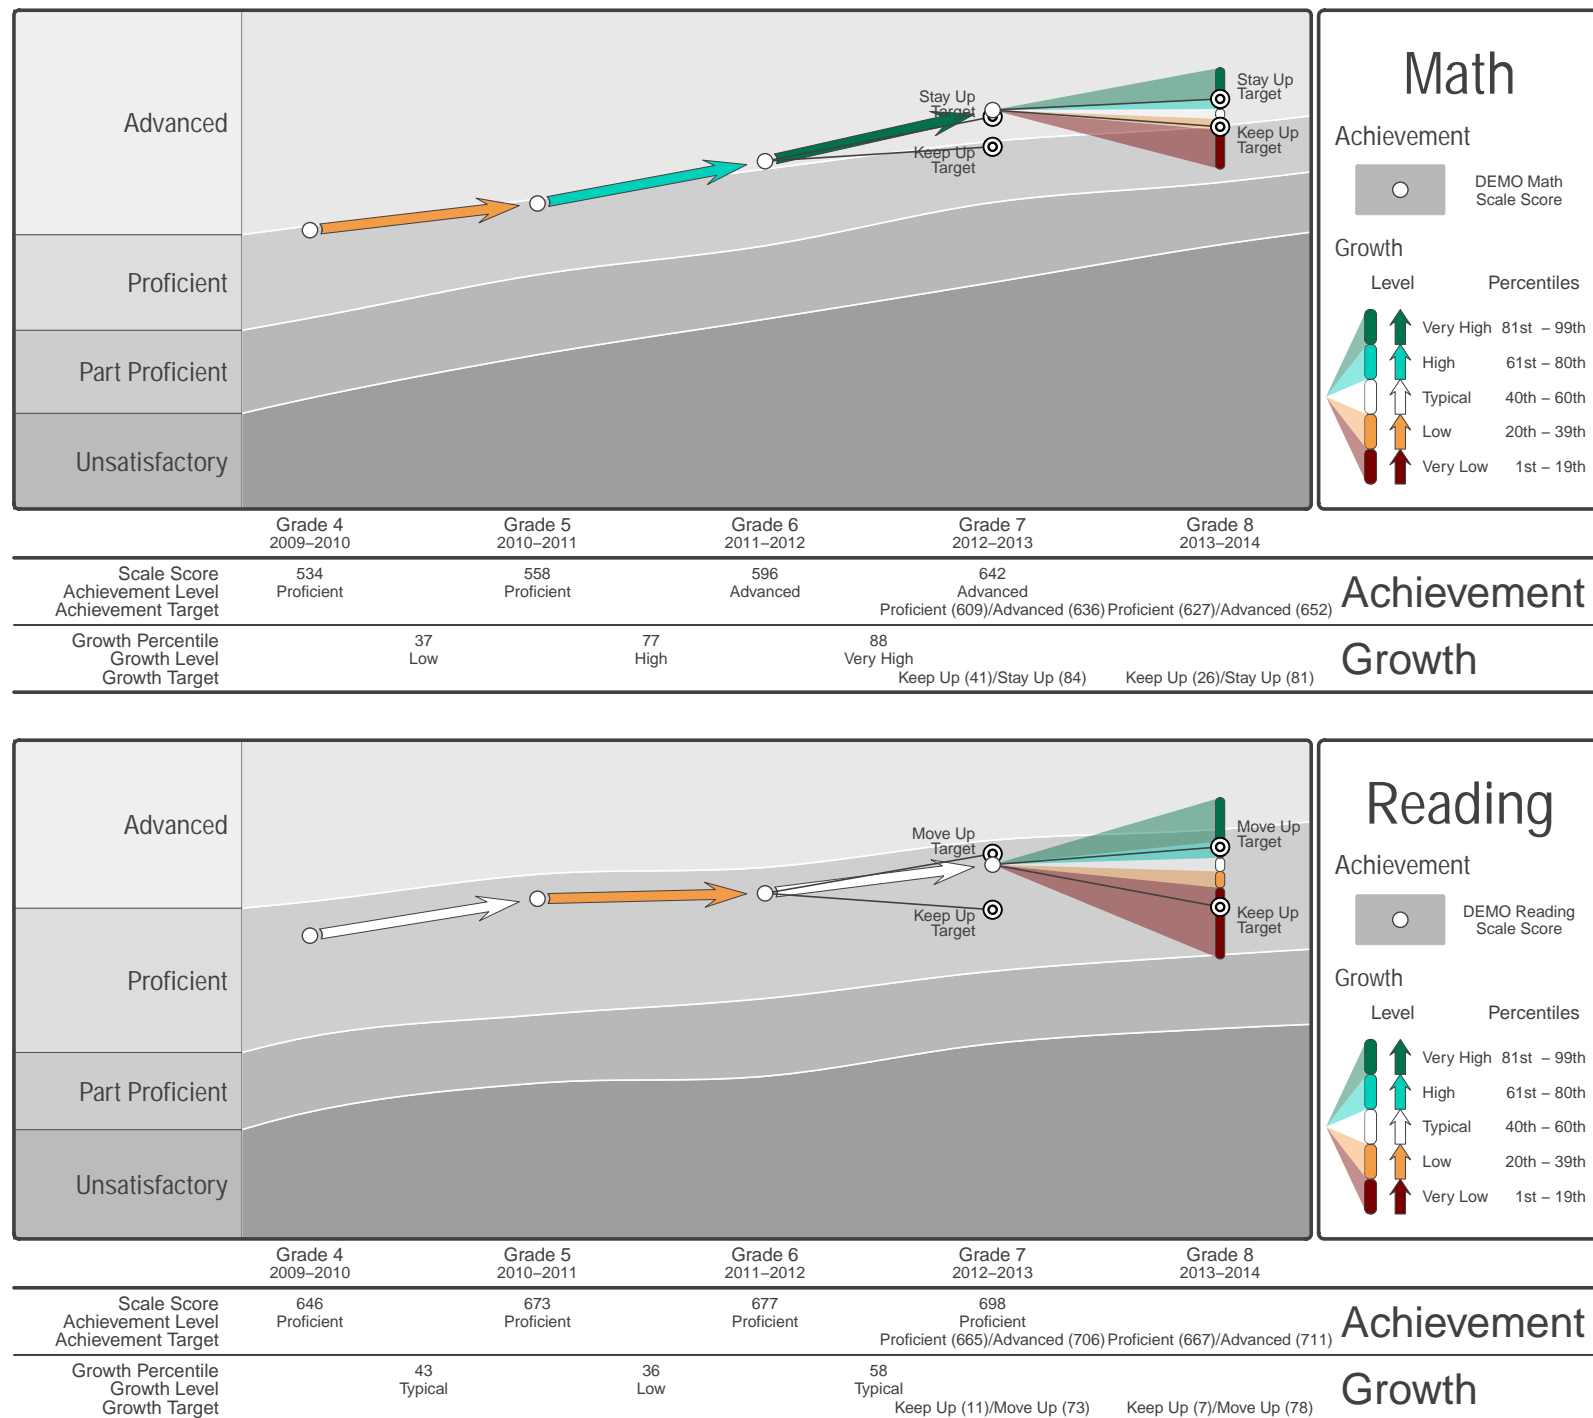 Advanced
Proficient
Part Proficient
Unsatisfactory
Stay Up
Target
Keep Up
Target
Stay Up
Target
Keep Up
Target
Math
Achievement
DEMO Math
Scale Score
Growth
Level Percentiles
Very High 81st – 99th
High 61st – 80th
Typical 40th – 60th
Low 20th – 39th
Very Low 1st – 19th
Grade 4 Grade 5 Grade 6 Grade 7 Grade 8
2009–2010 2010–2011 2011–2012 2012–2013 2013–2014
Scale Score 534 558 596 642
Achievement Level Proficient Proficient Advanced Advanced
Achievement Target Proficient (609)/Advanced (636) Proficient (627)/Advanced (652)
Achievement
Growth Percentile 37 77 88
Growth Level Low High Very High
Growth Target Keep Up (41)/Stay Up (84) Keep Up (26)/Stay Up (81)
Growth
Advanced
Proficient
Part Proficient
Unsatisfactory
Move Up
Target
Keep Up
Target
Move Up
Target
Keep Up
Target
Reading
Achievement
DEMO Reading
Scale Score
Growth
Level Percentiles
Very High 81st – 99th
High 61st – 80th
Typical 40th – 60th
Low 20th – 39th
Very Low 1st – 19th
Grade 4 Grade 5 Grade 6 Grade 7 Grade 8
2009–2010 2010–2011 2011–2012 2012–2013 2013–2014
Scale Score 646 673 677 698
Achievement Level Proficient Proficient Proficient Proficient
Achievement Target Proficient (665)/Advanced (706) Proficient (667)/Advanced (711)
Achievement
Growth Percentile 43 36 58
Growth Level Typical Low Typical
Growth Target Keep Up (11)/Move Up (73) Keep Up (7)/Move Up (78)
Growth